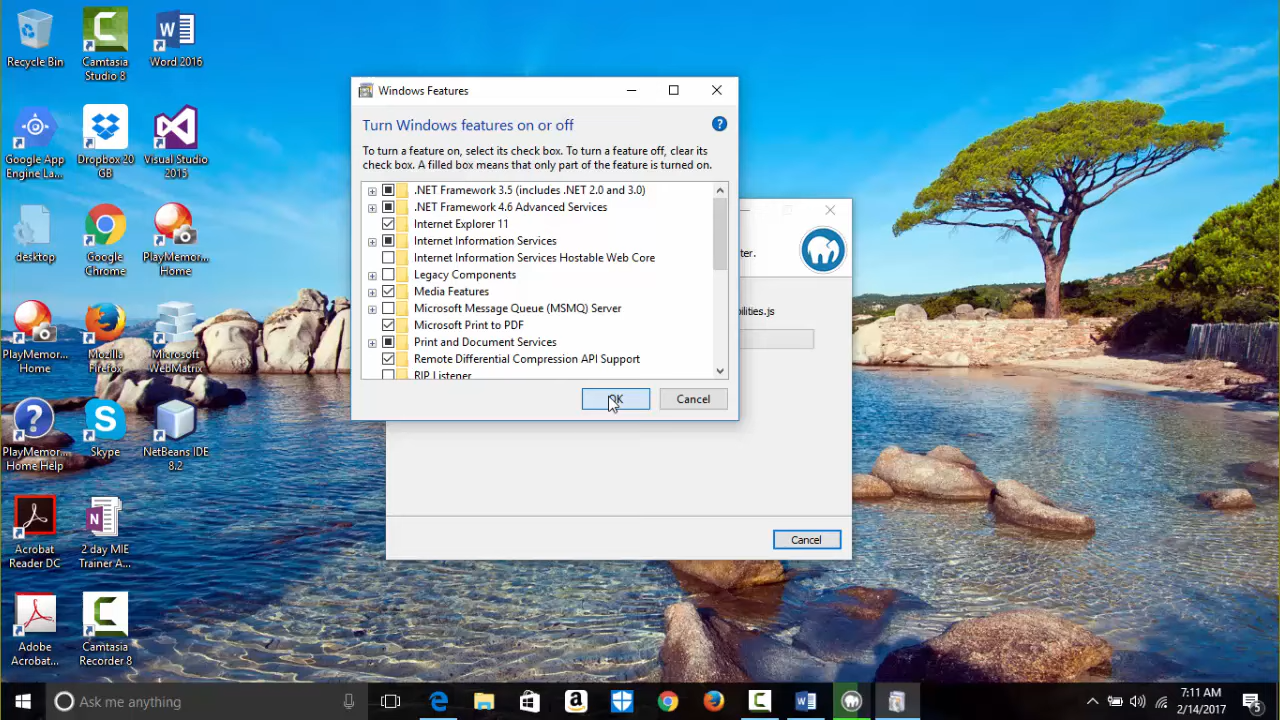 Recycle Bin
Camtasia
Studio 8
Word 2016
Google App
Engine La...
Dropbox 20
GB
Visual Studio
2015
desktop
Google
Chrome
PlayMemor...
Home
PlayMemor...
Home
Mozilla
Firefox
Microsoft
WebMatrix
PlayMemor...
Home Help
Skype
NetBeans IDE
8.2
Acrobat
Reader DC
2 day MIE
Trainer A...
Adobe
Acrobat...
Camtasia
Recorder 8
Windows Features
Turn Windows features on or off
To turn a feature on, select its check box. To turn a feature off, clear its
check box. A filled box means that only part of the feature is turned on.
.NET Framework 3.5 (includes .NET 2.0 and 3.0)
.NET Framework 4.6 Advanced Services
Internet Explorer 11
Internet Information Services
Internet Information Services Hostable Web Core
Legacy Components
Media Features
Microsoft Message Queue (MSMQ) Server
Microsoft Print to PDF
Print and Document Services
Remote Differential Compression API Support
RIP Listener
OK
Cancel
ter.
bilities.js
Cancel
Ask me anything
7:11 AM
2/14/2017
5